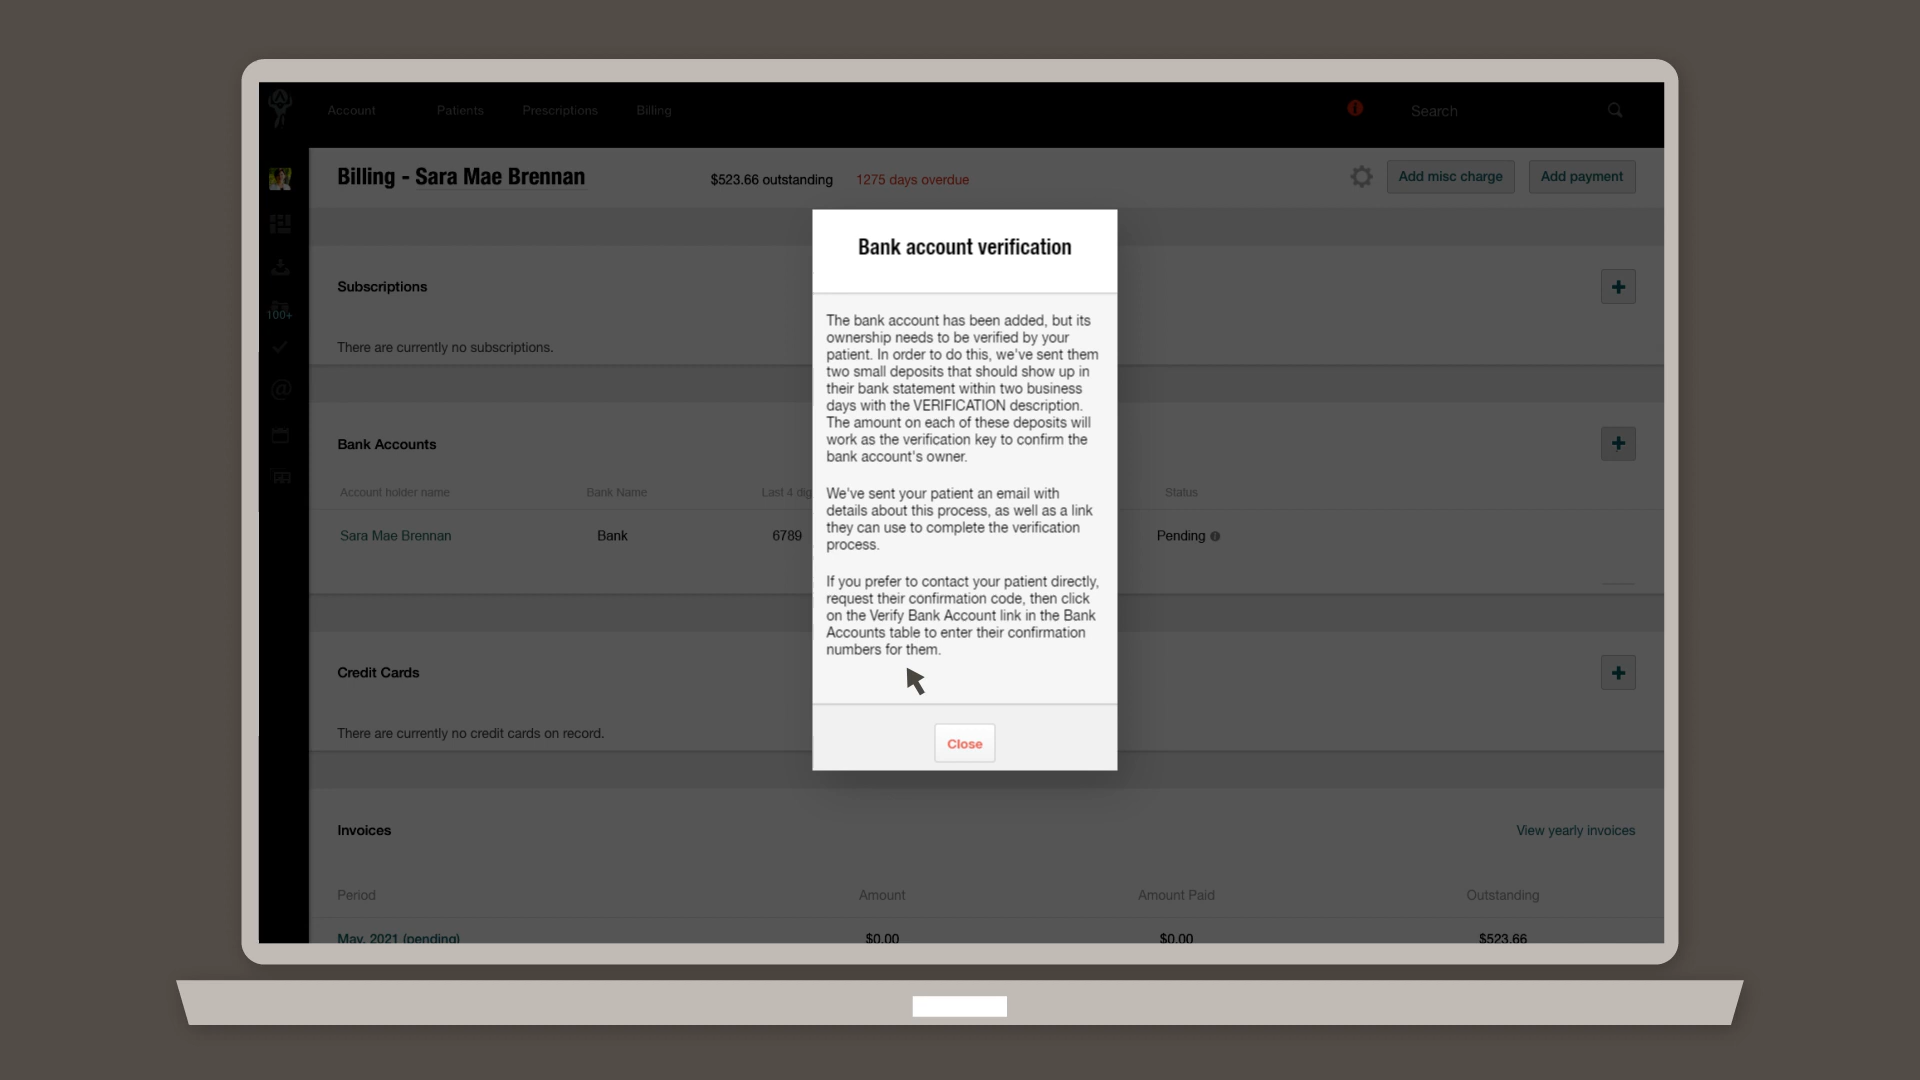 Account Patients Prescriptions Billing Search
Billing - Sara Mae Brennan $523.66 outstanding 1275 days overdue Add misc charge Add payment
Bank account verification
Subscriptions
100+
There are currently no subscriptions.
The bank account has been added, but its
ownership needs to be verified by your
patient. In order to do this, we've sent them
two small deposits that should show up in
their bank statement within two business
days with the VERIFICATION description.
The amount on each of these deposits will
work as the verification key to confirm the
bank account's owner.
We've sent your patient an email with
details about this process, as well as a link
they can use to complete the verification
process.
If you prefer to contact your patient directly,
request their confirmation code, then click
on the Verify Bank Account link in the Bank
Accounts table to enter their confirmation
numbers for them.
Close
Bank Accounts
Account holder name Bank Name Last 4 dig Status
Sara Mae Brennan Bank 6789 Pending
Credit Cards
There are currently no credit cards on record.
Invoices View yearly invoices
Period Amount Amount Paid Outstanding
May, 2021 (pending) $0.00 $0.00 $523.66